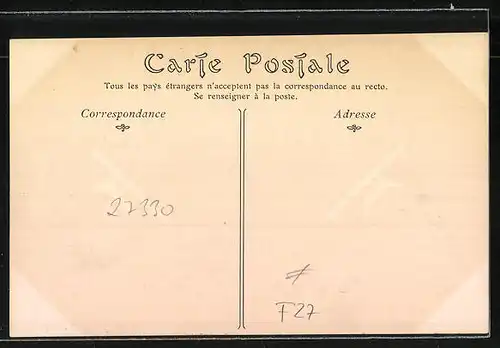 Carte Postale
Tous les pays étrangers n'acceptent pas la correspondance au recto.
Se renseigner à la poste.
Correspondance
Adresse
27330
≠
F27